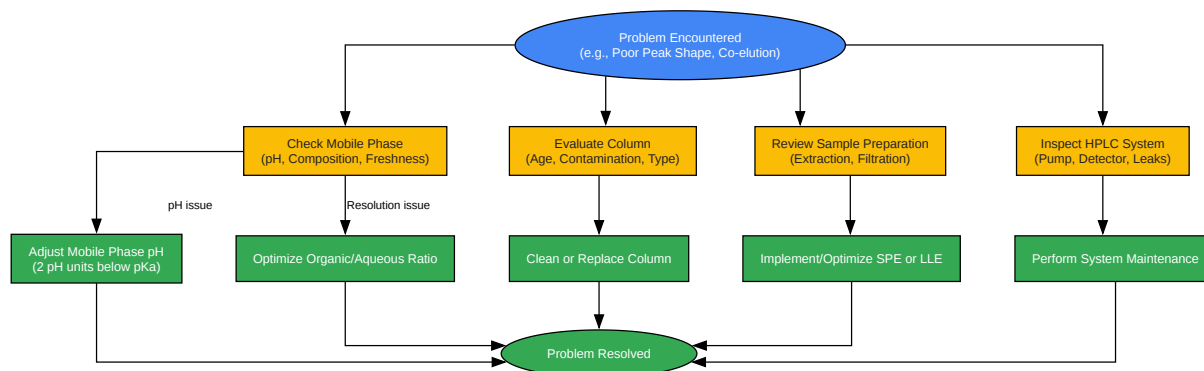 Problem Encountered
(e.g., Poor Peak Shape, Co-elution)
Check Mobile Phase
(pH, Composition, Freshness)
Evaluate Column
(Age, Contamination, Type)
Review Sample Preparation
(Extraction, Filtration)
Inspect HPLC System
(Pump, Detector, Leaks)
pH issue
Resolution issue
Adjust Mobile Phase pH
(2 pH units below pKa)
Optimize Organic/Aqueous Ratio
Clean or Replace Column
Implement/Optimize SPE or LLE
Perform System Maintenance
Problem Resolved